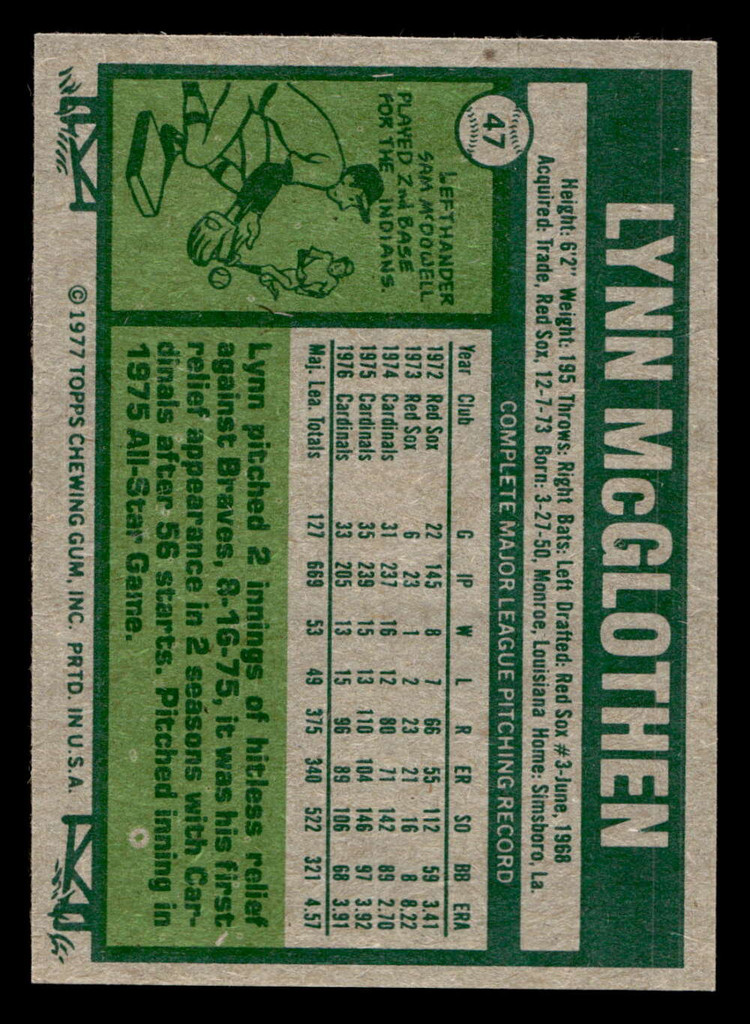 47
LYNN McGLOTHEN
Height: 6'2" Weight: 195 Throws: Right Bats: Left Drafted: Red Sox #3-June, 1968
Acquired: Trade, Red Sox, 12-7-73 Born: 3-27-50, Monroe, Louisiana Home: Simsboro, La.
COMPLETE MAJOR LEAGUE PITCHING RECORD
Year Club G IP W L R ER SO BB ERA
1972 Red Sox 22 145 8 7 66 55 112 59 3.41
1973 Red Sox 6 23 1 2 23 21 16 8 8.22
1974 Cardinals 31 237 16 12 80 71 142 89 2.70
1975 Cardinals 35 239 15 13 110 104 146 97 3.92
1976 Cardinals 33 205 13 15 96 89 106 68 3.91
Maj. Lea. Totals 127 669 53 49 375 340 522 321 4.57
LEFTHANDER
SAM McDOWELL
PLAYED 2nd BASE
FOR THE INDIANS.
Lynn pitched 2 innings of hitless relief
against Braves, 8-16-75, it was his first
relief appearance in 2 seasons with Car-
dinals after 56 starts. Pitched inning in
1975 All-Star Game.
© 1977 TOPPS CHEWING GUM, INC. PRTD. IN U.S.A.